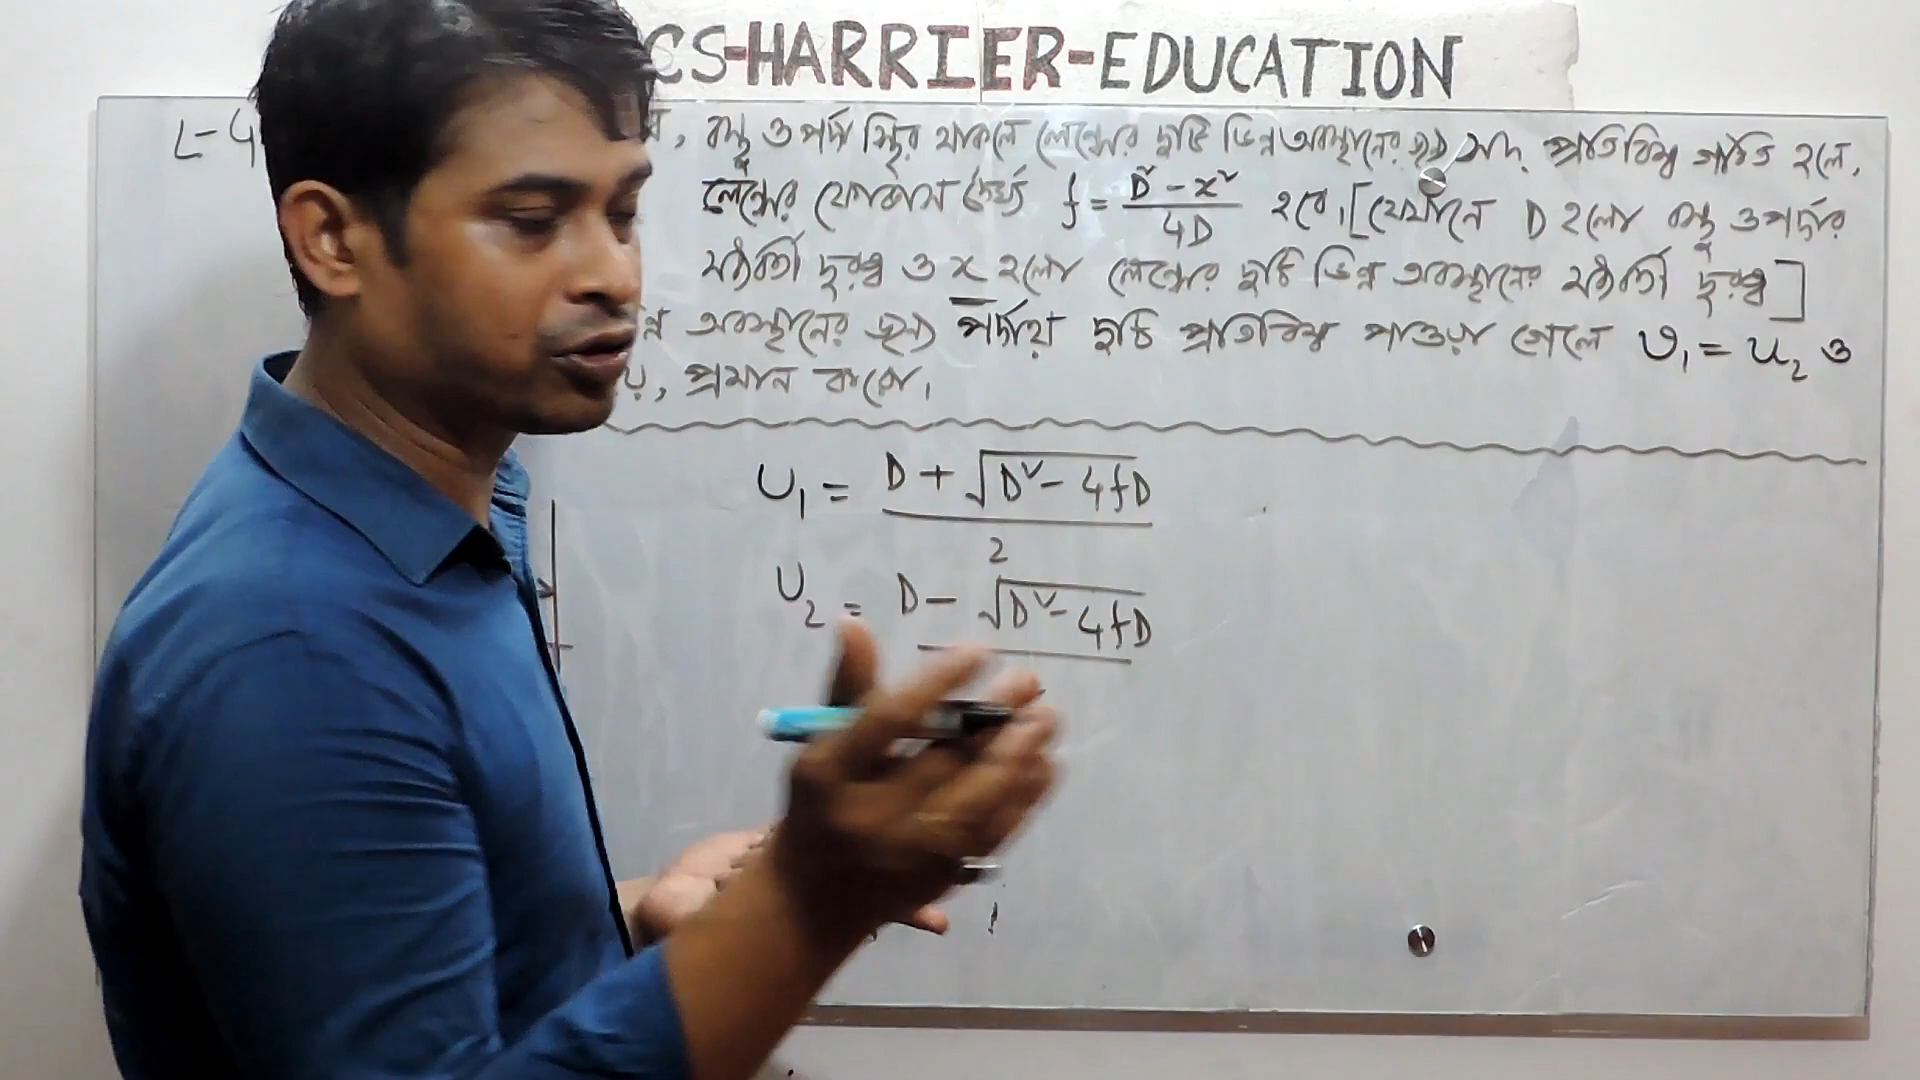 CS-HARRIER-EDUCATION
L-4
, বস্তু ও পর্দা স্থির থাকলে লেন্সের দুটি ভিন্ন অবস্থানের জন্য সদ্ প্রতিবিম্ব গঠিত হলে,
লেন্সের ফোকাস দৈর্ঘ্য f = (D² - x²)/4D হবে। [যেখানে D হলো বস্তু ও পর্দার
মধ্যবর্তী দূরত্ব ও x হলো লেন্সের দুটি ভিন্ন অবস্থানের মধ্যবর্তী দূরত্ব]
অবস্থানের জন্য পর্দায় দুটি প্রতিবিম্ব পাওয়া গেলে v₁ = u₂ ও
প্রমান করো।
U₁ = (D + √(D² - 4fD))/2
U₂ = D - √(D² - 4fD)